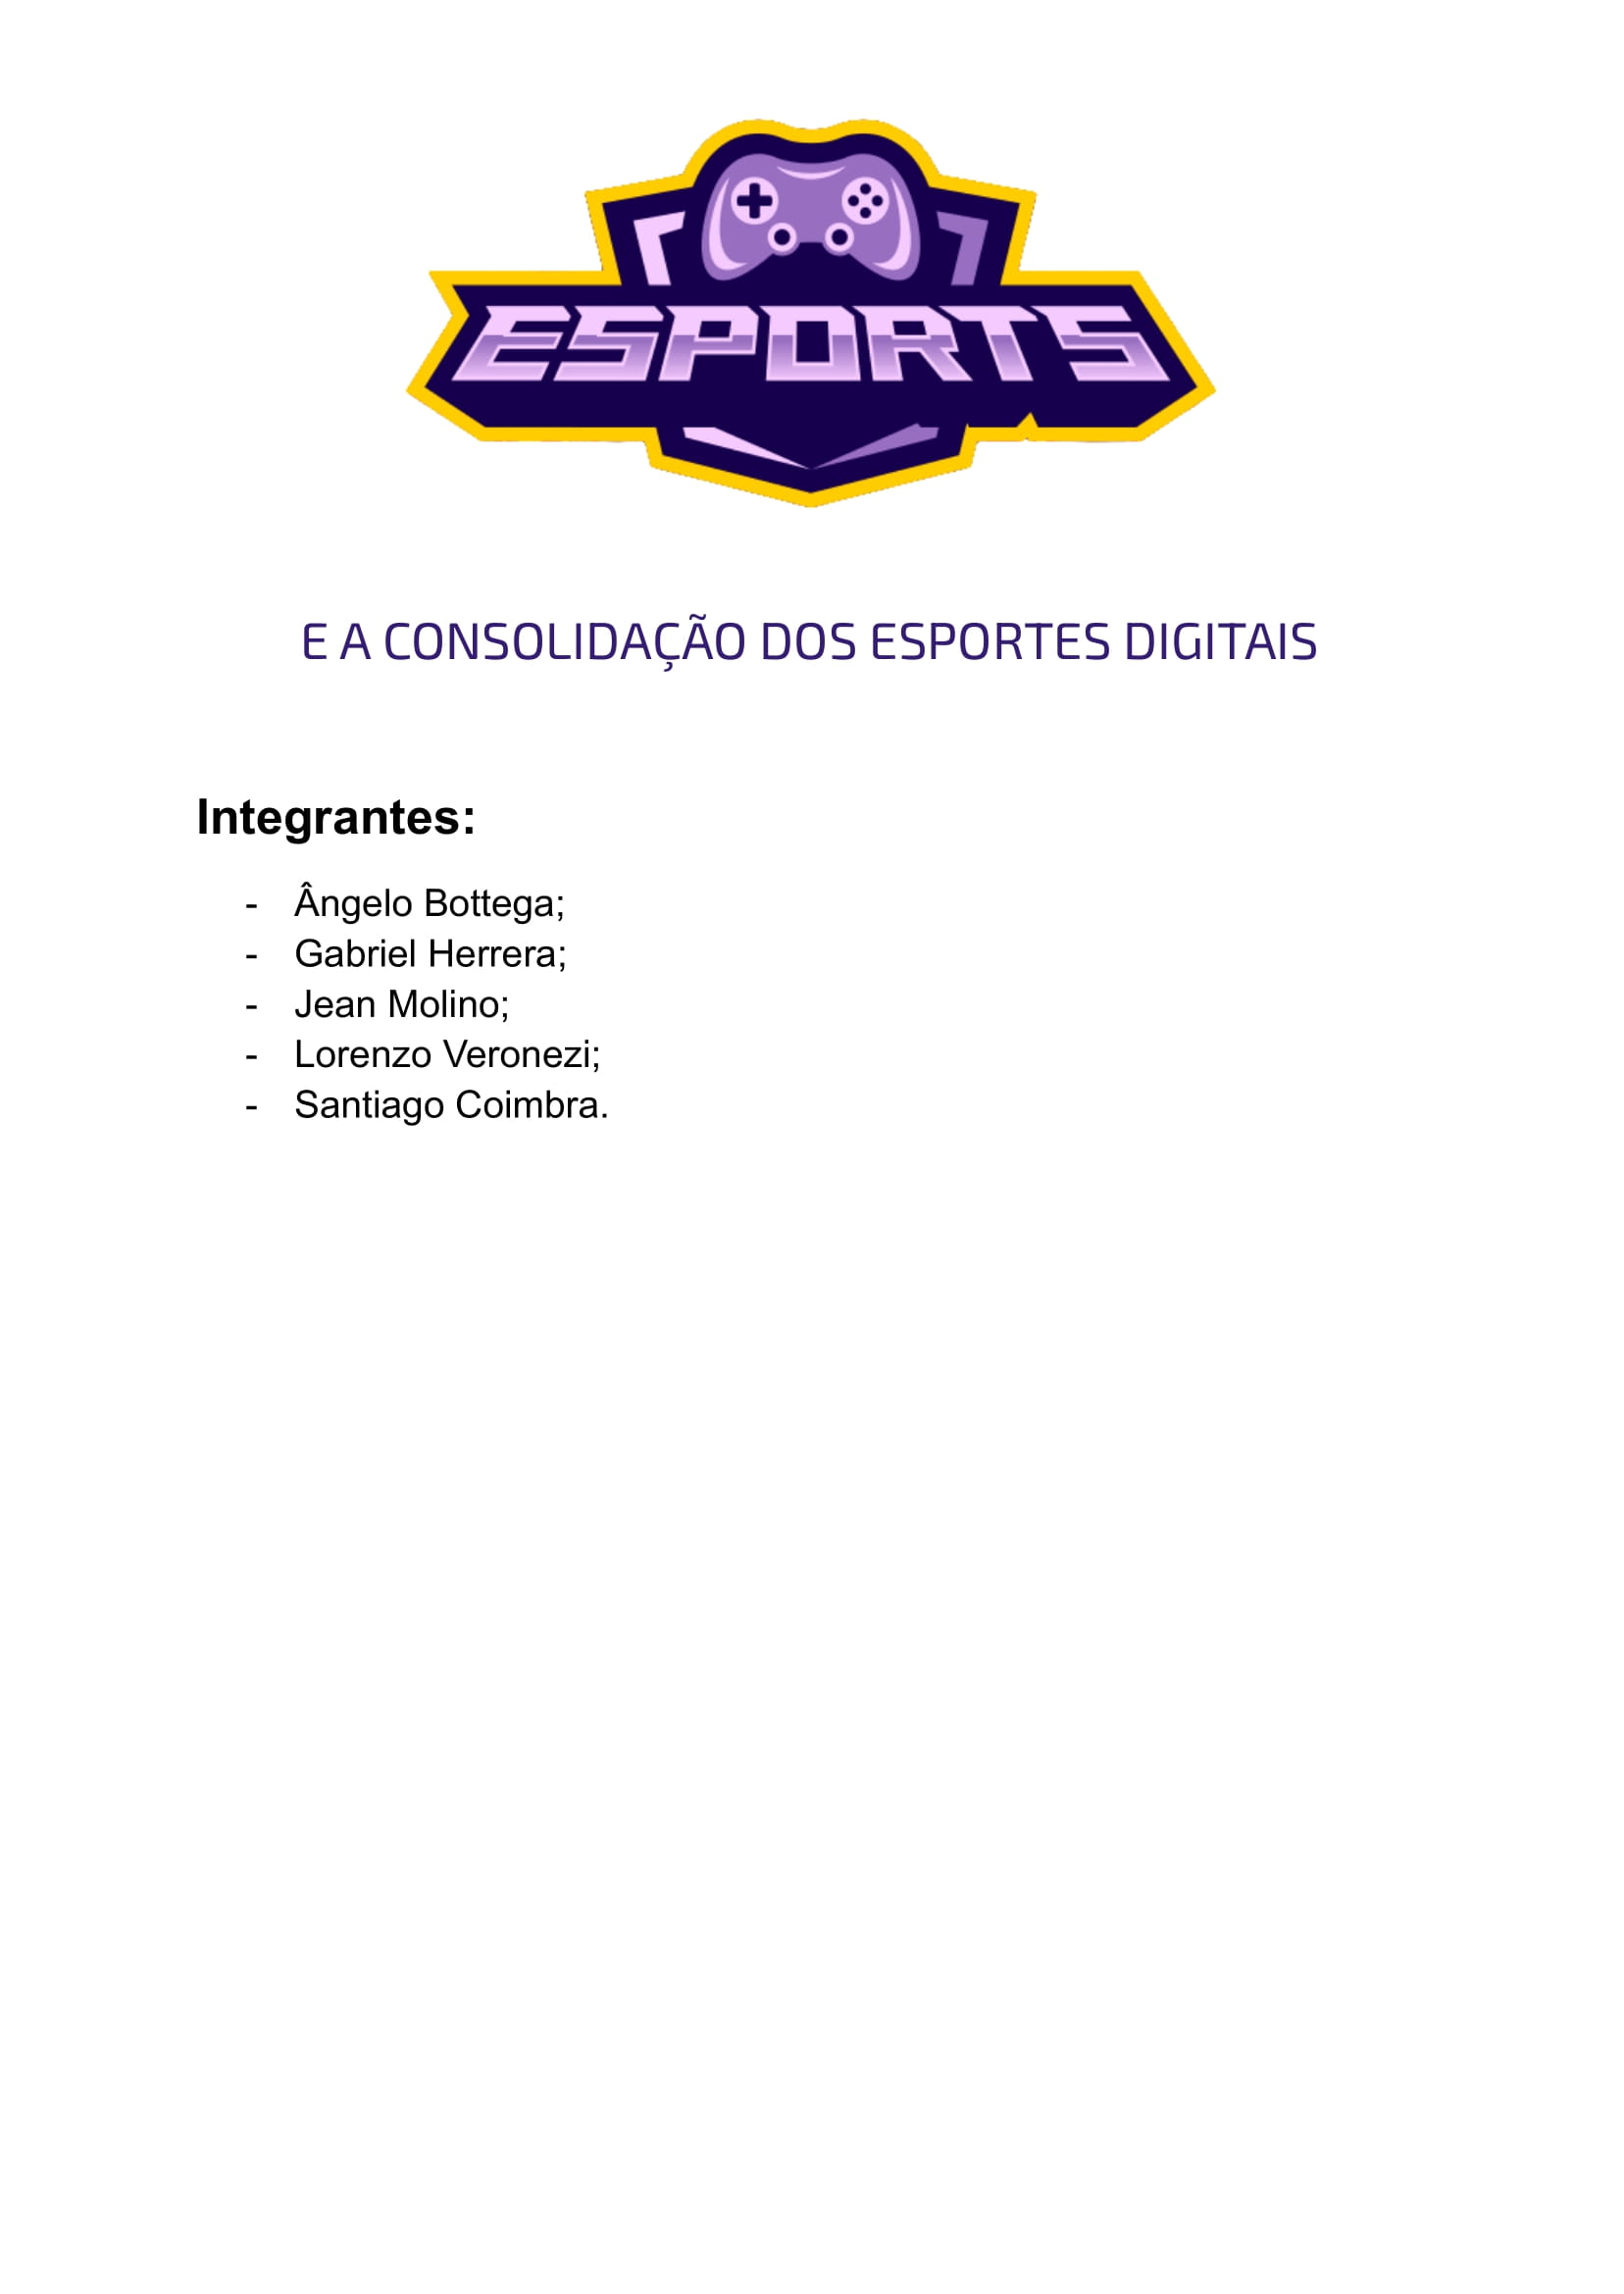 ESPORTS
E A CONSOLIDAÇÃO DOS ESPORTES DIGITAIS
Integrantes:
- Ângelo Bottega;
- Gabriel Herrera;
- Jean Molino;
- Lorenzo Veronezi;
- Santiago Coimbra.